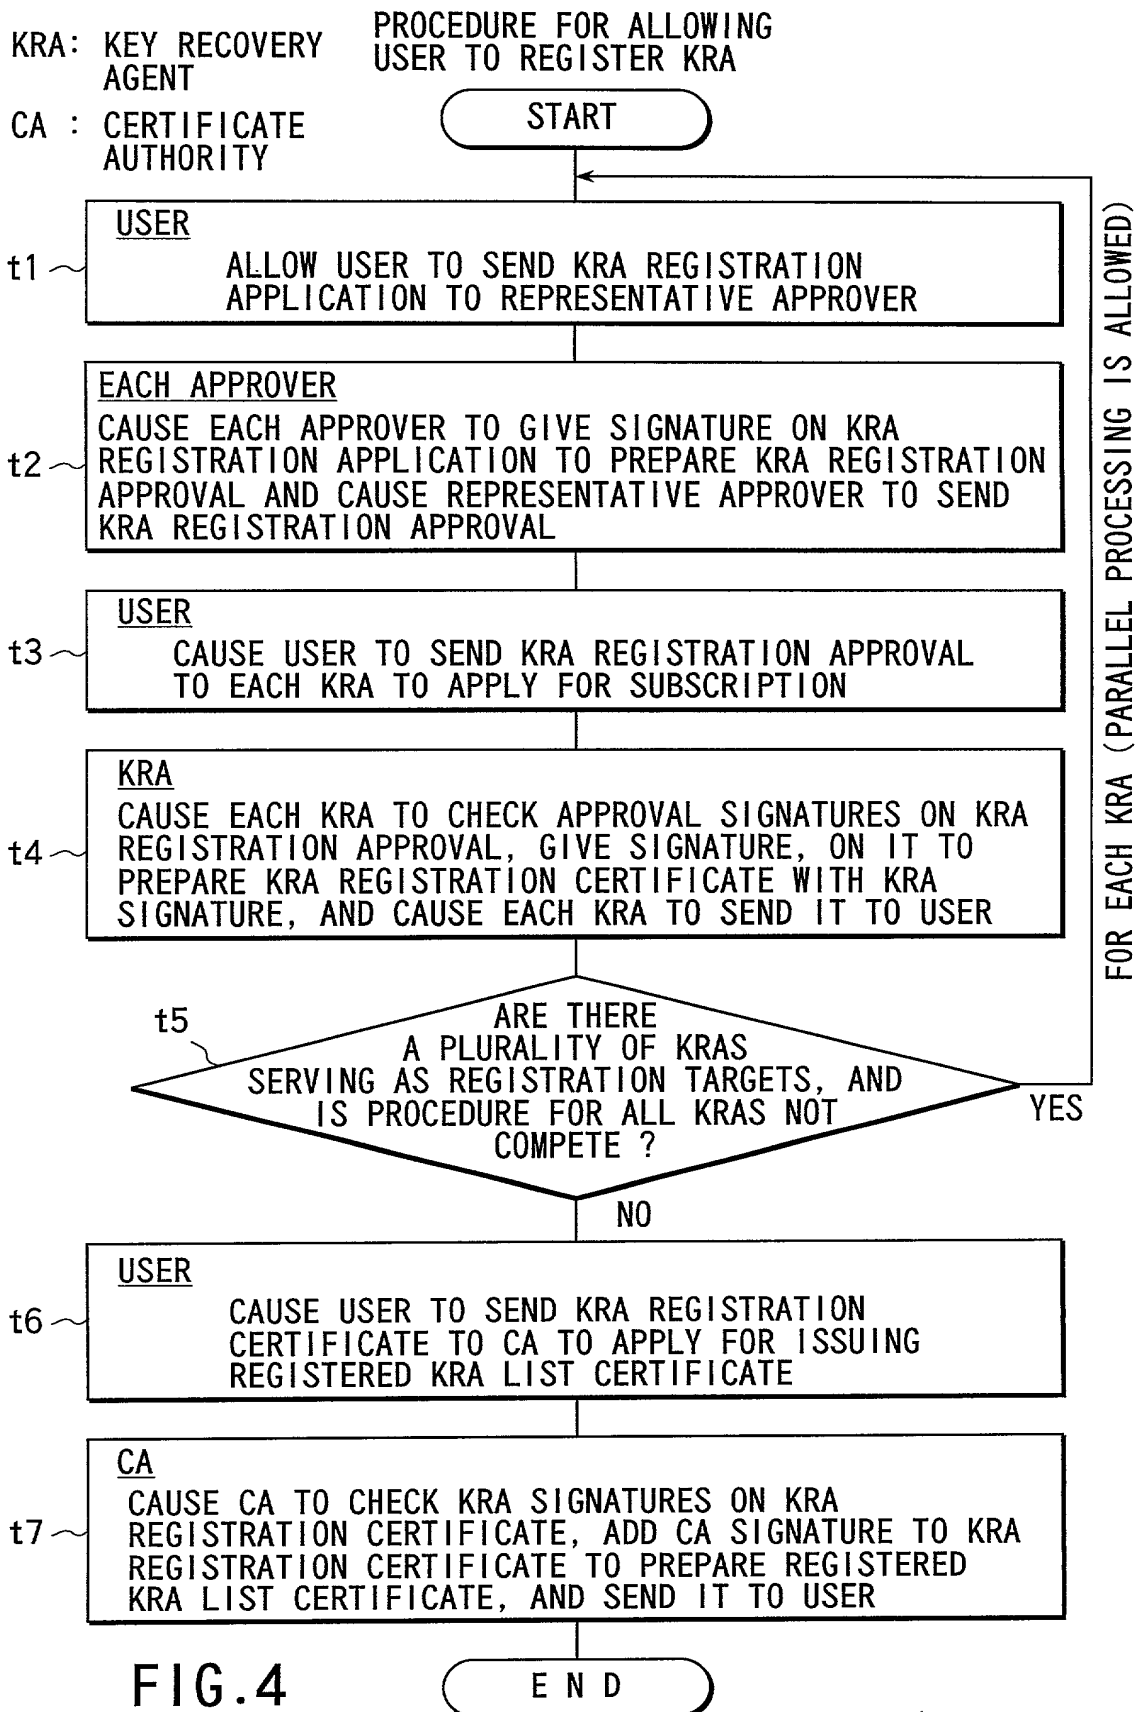 KRA: KEY RECOVERY
AGENT
CA : CERTIFICATE
AUTHORITY
PROCEDURE FOR ALLOWING
USER TO REGISTER KRA
START
t1
USER
ALLOW USER TO SEND KRA REGISTRATION
APPLICATION TO REPRESENTATIVE APPROVER
t2
EACH APPROVER
CAUSE EACH APPROVER TO GIVE SIGNATURE ON KRA
REGISTRATION APPLICATION TO PREPARE KRA REGISTRATION
APPROVAL AND CAUSE REPRESENTATIVE APPROVER TO SEND
KRA REGISTRATION APPROVAL
t3
USER
CAUSE USER TO SEND KRA REGISTRATION APPROVAL
TO EACH KRA TO APPLY FOR SUBSCRIPTION
t4
KRA
CAUSE EACH KRA TO CHECK APPROVAL SIGNATURES ON KRA
REGISTRATION APPROVAL, GIVE SIGNATURE, ON IT TO
PREPARE KRA REGISTRATION CERTIFICATE WITH KRA
SIGNATURE, AND CAUSE EACH KRA TO SEND IT TO USER
t5
ARE THERE
A PLURALITY OF KRAS
SERVING AS REGISTRATION TARGETS, AND
IS PROCEDURE FOR ALL KRAS NOT
COMPETE ?
YES
FOR EACH KRA (PARALLEL PROCESSING IS ALLOWED)
NO
t6
USER
CAUSE USER TO SEND KRA REGISTRATION
CERTIFICATE TO CA TO APPLY FOR ISSUING
REGISTERED KRA LIST CERTIFICATE
t7
CA
CAUSE CA TO CHECK KRA SIGNATURES ON KRA
REGISTRATION CERTIFICATE, ADD CA SIGNATURE TO KRA
REGISTRATION CERTIFICATE TO PREPARE REGISTERED
KRA LIST CERTIFICATE, AND SEND IT TO USER
END
FIG.4